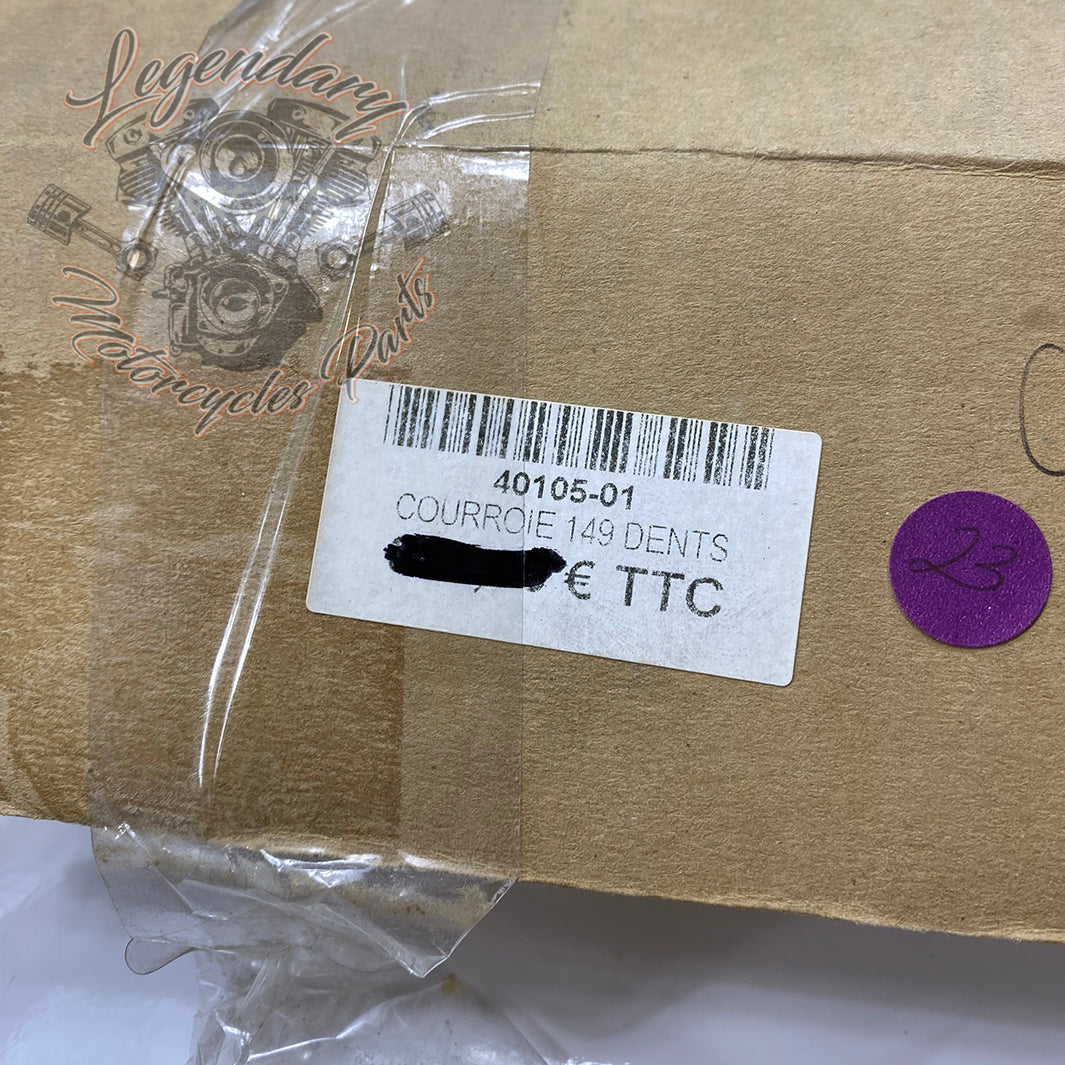 Legendary
Motorcycles Parts
40105-01
COURROIE 149 DENTS
€ TTC
23